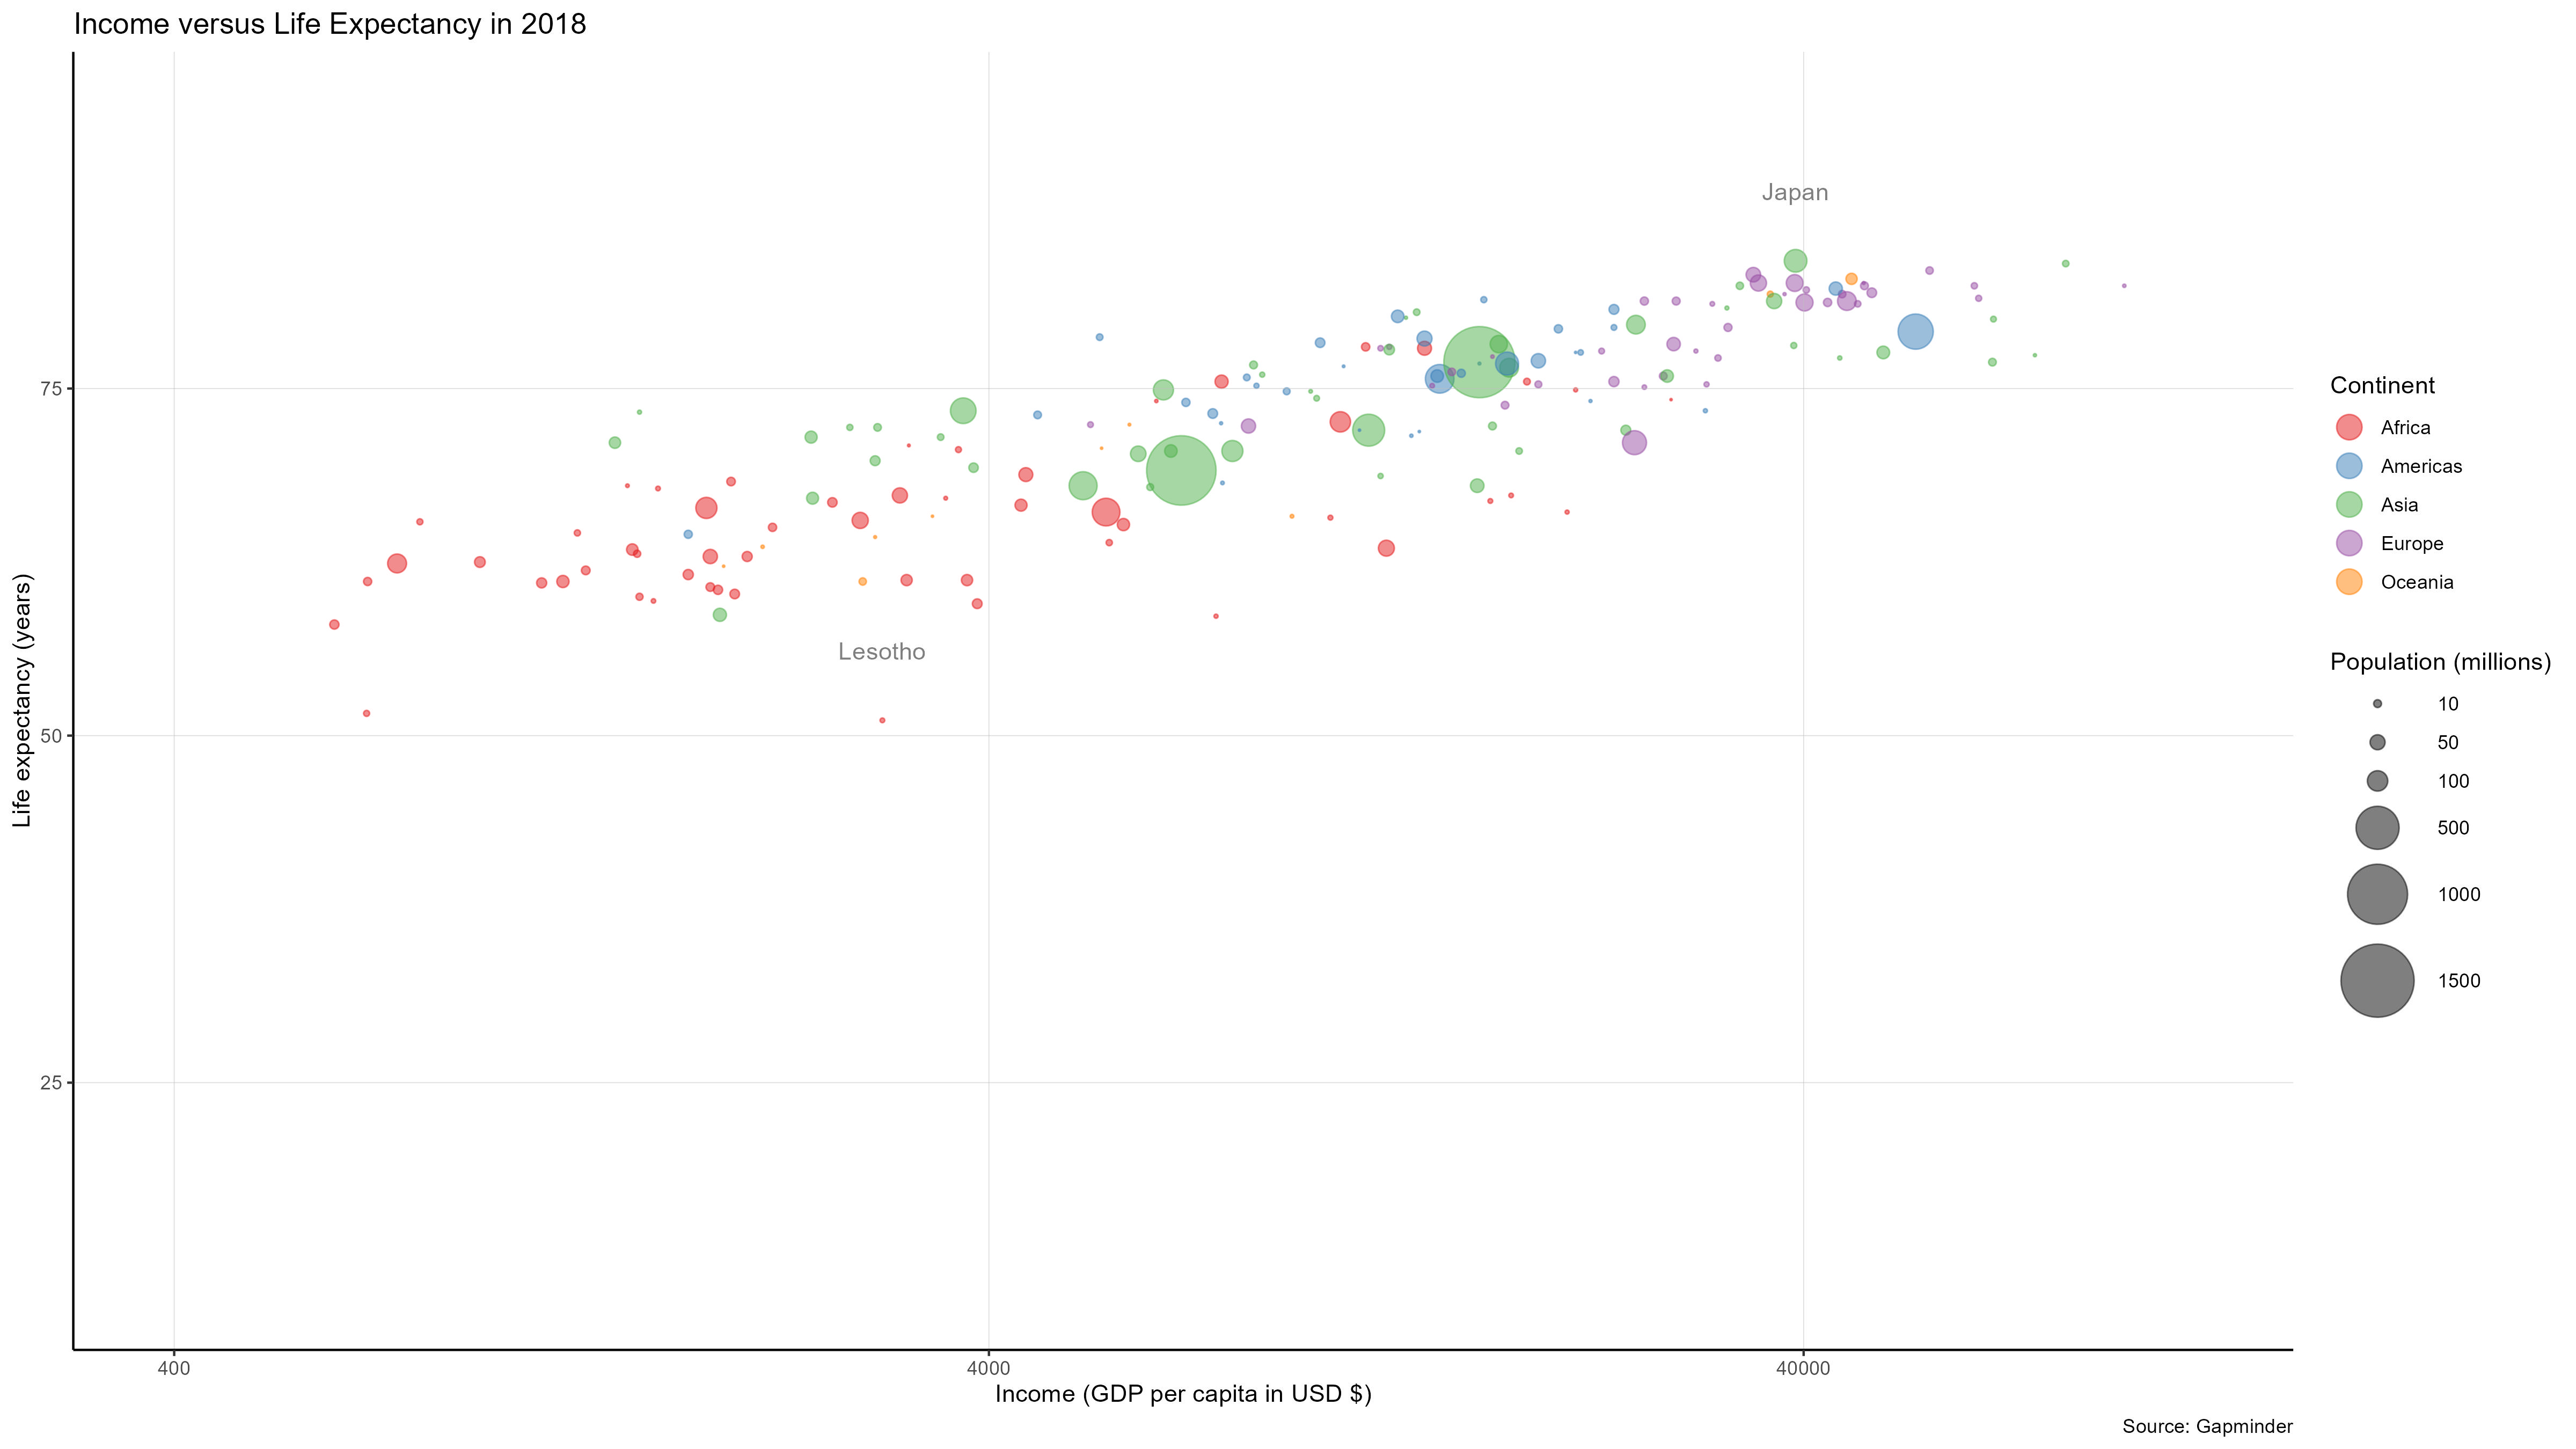 Income versus Life Expectancy in 2018
Japan
Lesotho
75
50
25
Life expectancy (years)
400
4000
40000
Income (GDP per capita in USD $)
Source: Gapminder
Continent
Africa
Americas
Asia
Europe
Oceania
Population (millions)
10
50
100
500
1000
1500